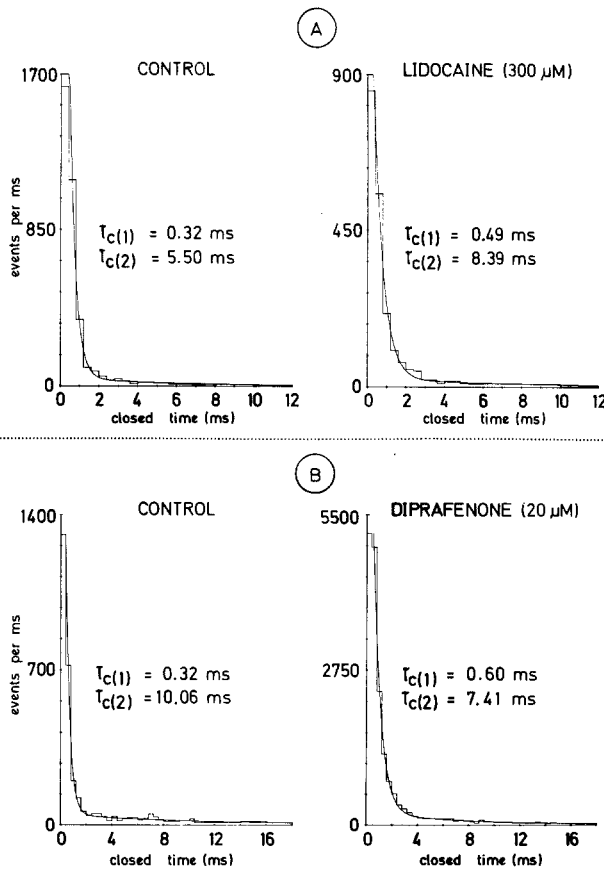 A
CONTROL
LIDOCAINE (300 µM)
1700
850
0
events per ms
τc(1) = 0.32 ms
τc(2) = 5.50 ms
0 2 4 6 8 10 12
closed time (ms)
900
450
0
τc(1) = 0.49 ms
τc(2) = 8.39 ms
0 2 4 6 8 10 12
closed time (ms)
B
CONTROL
DIPRAFENONE (20 µM)
1400
700
0
events per ms
τc(1) = 0.32 ms
τc(2) = 10.06 ms
0 4 8 12 16
closed time (ms)
5500
2750
0
τc(1) = 0.60 ms
τc(2) = 7.41 ms
0 4 8 12 16
closed time (ms)